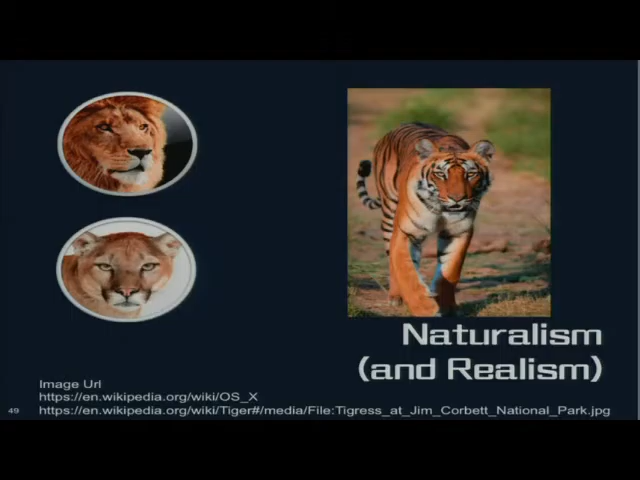 Naturalism
(and Realism)
Image Url
https://en.wikipedia.org/wiki/OS_X
49
https://en.wikipedia.org/wiki/Tiger#/media/File:Tigress_at_Jim_Corbett_National_Park.jpg